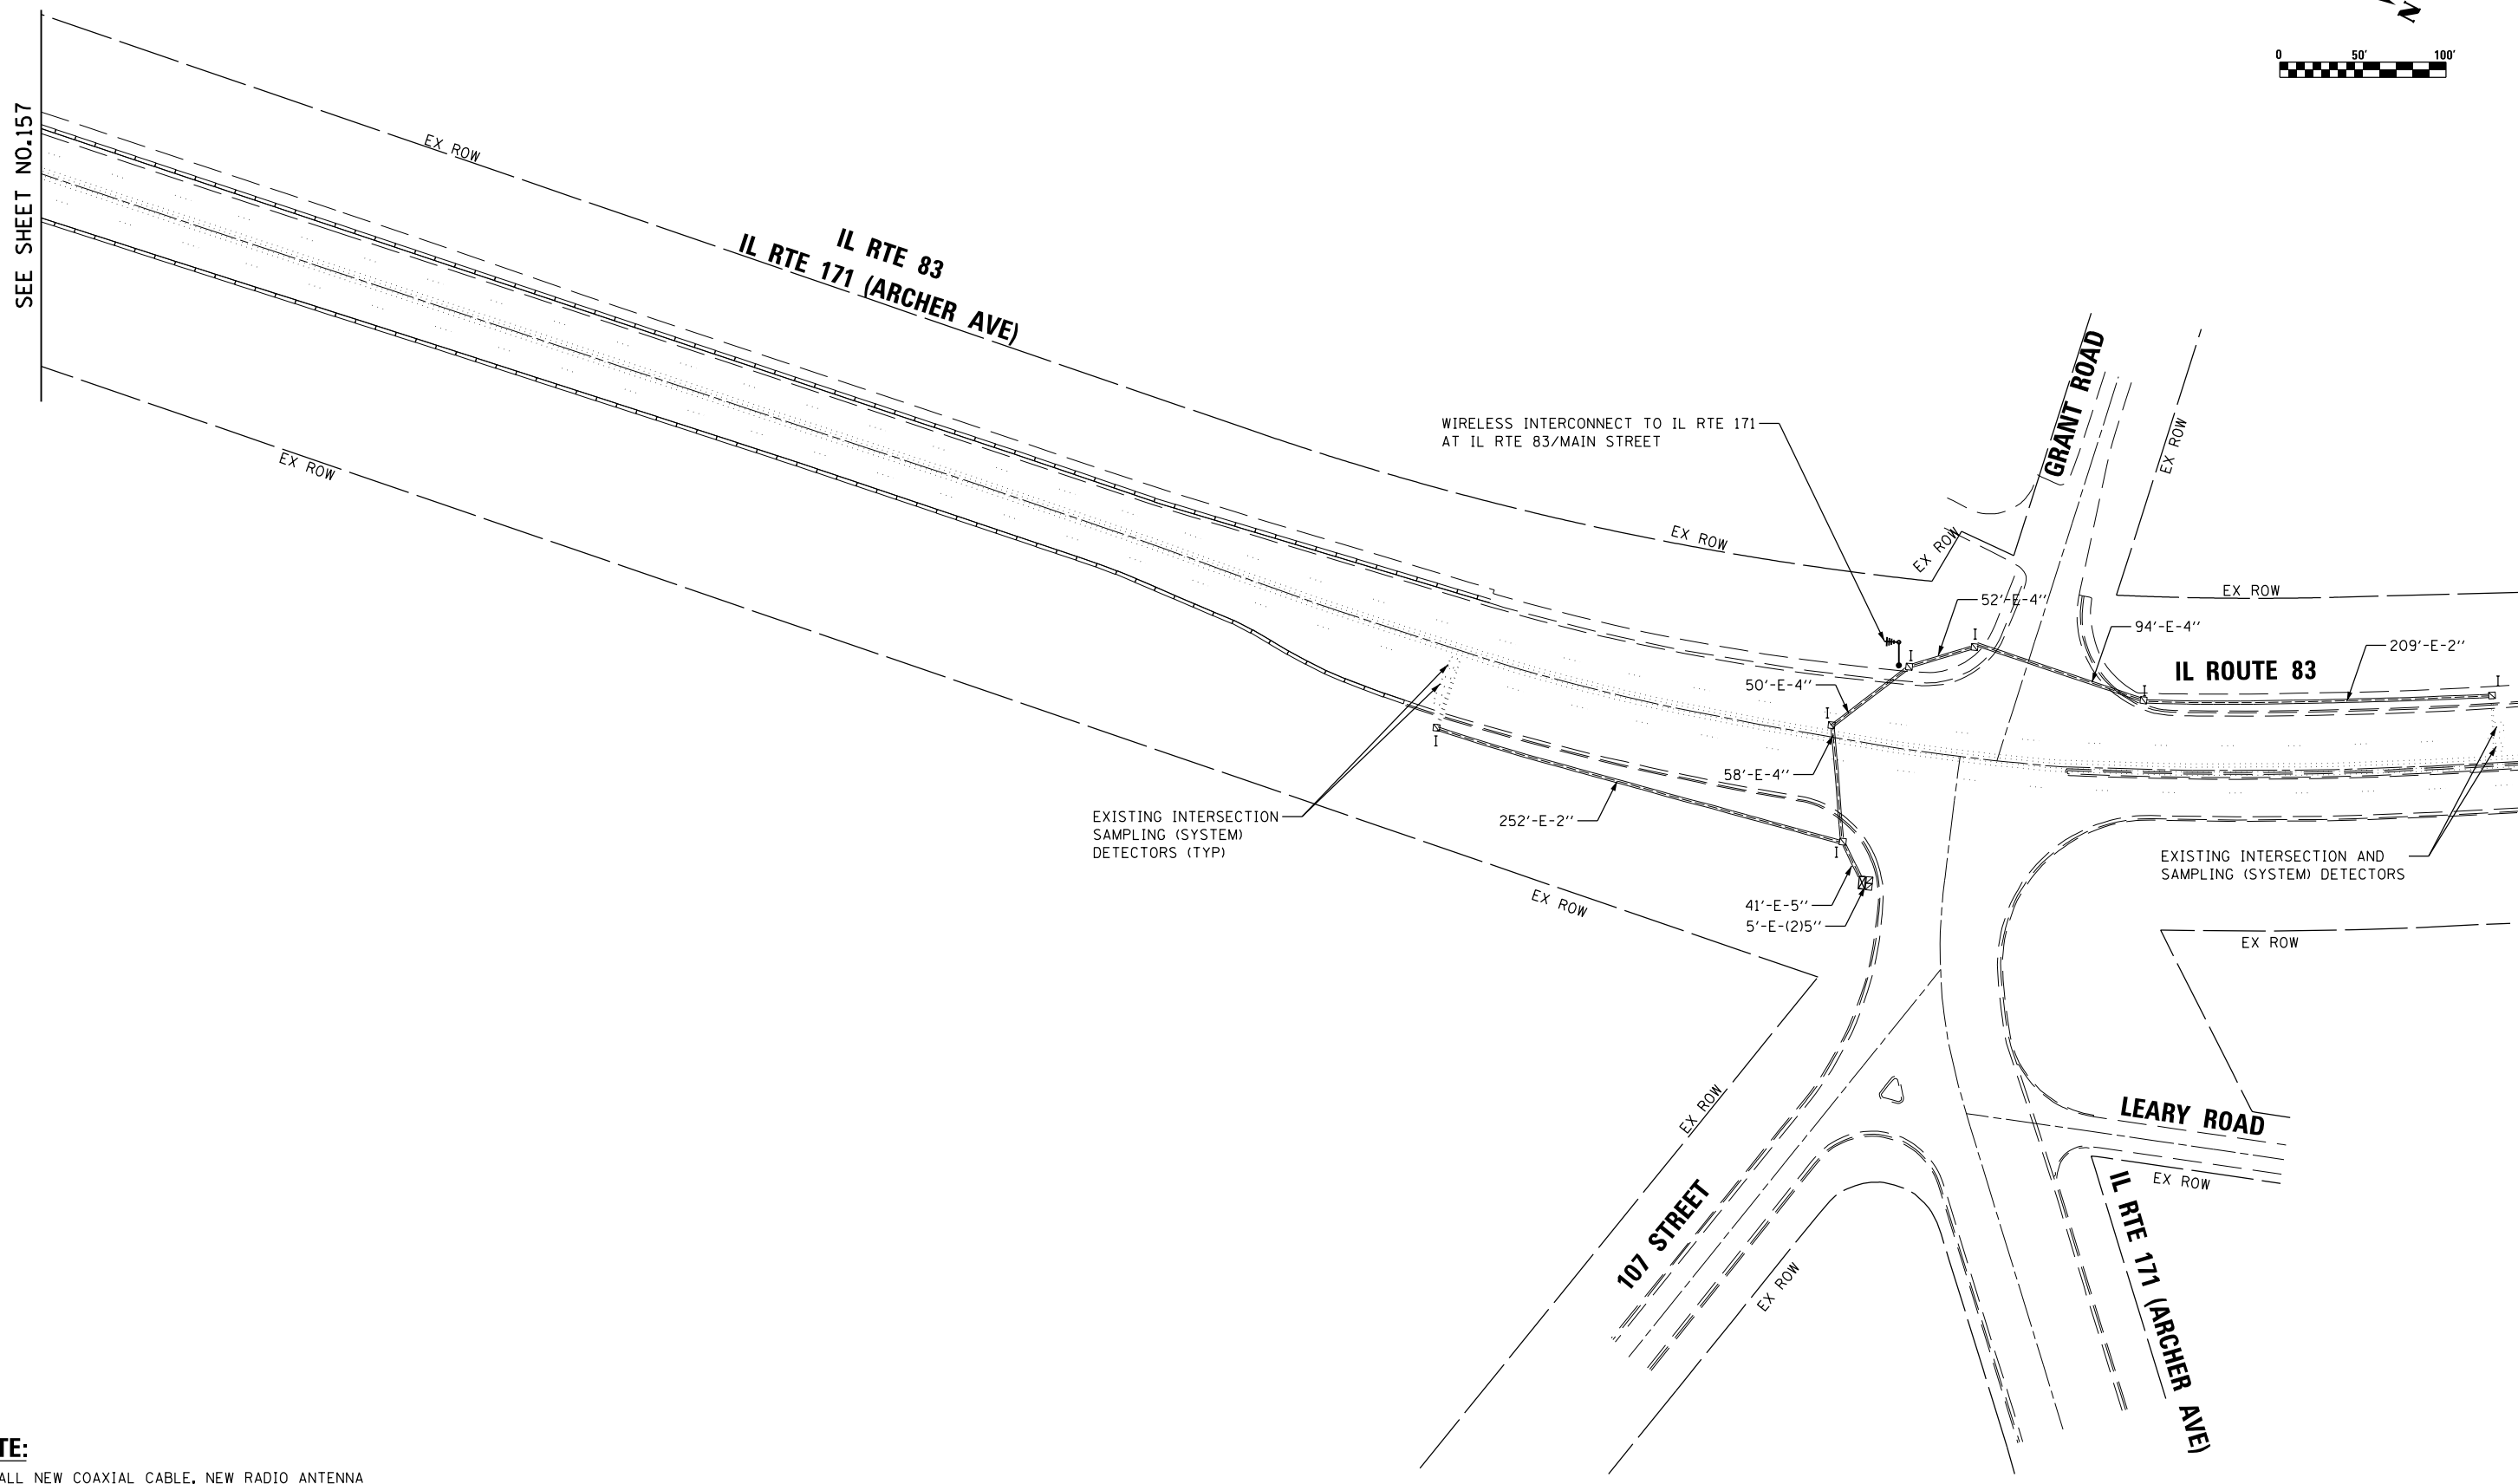 N
0 50' 100'
SEE SHEET NO.157
EX ROW
IL RTE 83
IL RTE 171 (ARCHER AVE)
EX ROW
GRANT ROAD
EX ROW
WIRELESS INTERCONNECT TO IL RTE 171
AT IL RTE 83/MAIN STREET
EX ROW
EX ROW
EX ROW
52'-E-4''
I
I
94'-E-4''
209'-E-2''
IL ROUTE 83
I
I
50'-E-4''
I
I
58'-E-4''
252'-E-2''
EXISTING INTERSECTION
SAMPLING (SYSTEM)
DETECTORS (TYP)
I
EXISTING INTERSECTION AND
SAMPLING (SYSTEM) DETECTORS
41'-E-5''
5'-E-(2)5''
EX ROW
EX ROW
EX ROW
LEARY ROAD
EX ROW
107 STREET
EX ROW
IL RTE 171 (ARCHER AVE)
TE:
ALL NEW COAXIAL CABLE, NEW RADIO ANTENNA